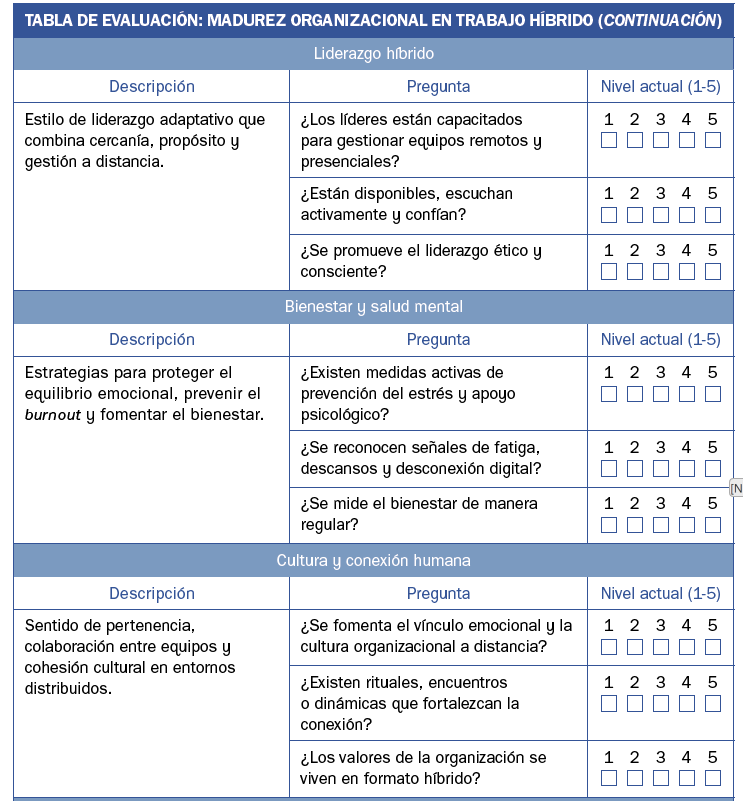 TABLA DE EVALUACIÓN: MADUREZ ORGANIZACIONAL EN TRABAJO HÍBRIDO (CONTINUACIÓN)
Liderazgo híbrido
Descripción Pregunta Nivel actual (1-5)
Estilo de liderazgo adaptativo que
combina cercanía, propósito y
gestión a distancia.
¿Los líderes están capacitados
para gestionar equipos remotos y
presenciales?
1 2 3 4 5
¿Están disponibles, escuchan
activamente y confían?
1 2 3 4 5
¿Se promueve el liderazgo ético y
consciente?
1 2 3 4 5
Bienestar y salud mental
Descripción Pregunta Nivel actual (1-5)
Estrategias para proteger el
equilibrio emocional, prevenir el
burnout y fomentar el bienestar.
¿Existen medidas activas de
prevención del estrés y apoyo
psicológico?
1 2 3 4 5
¿Se reconocen señales de fatiga,
descansos y desconexión digital?
1 2 3 4 5
¿Se mide el bienestar de manera
regular?
1 2 3 4 5
[N
Cultura y conexión humana
Descripción Pregunta Nivel actual (1-5)
Sentido de pertenencia,
colaboración entre equipos y
cohesión cultural en entornos
distribuidos.
¿Se fomenta el vínculo emocional y la
cultura organizacional a distancia?
1 2 3 4 5
¿Existen rituales, encuentros
o dinámicas que fortalezcan la
conexión?
1 2 3 4 5
¿Los valores de la organización se
viven en formato híbrido?
1 2 3 4 5